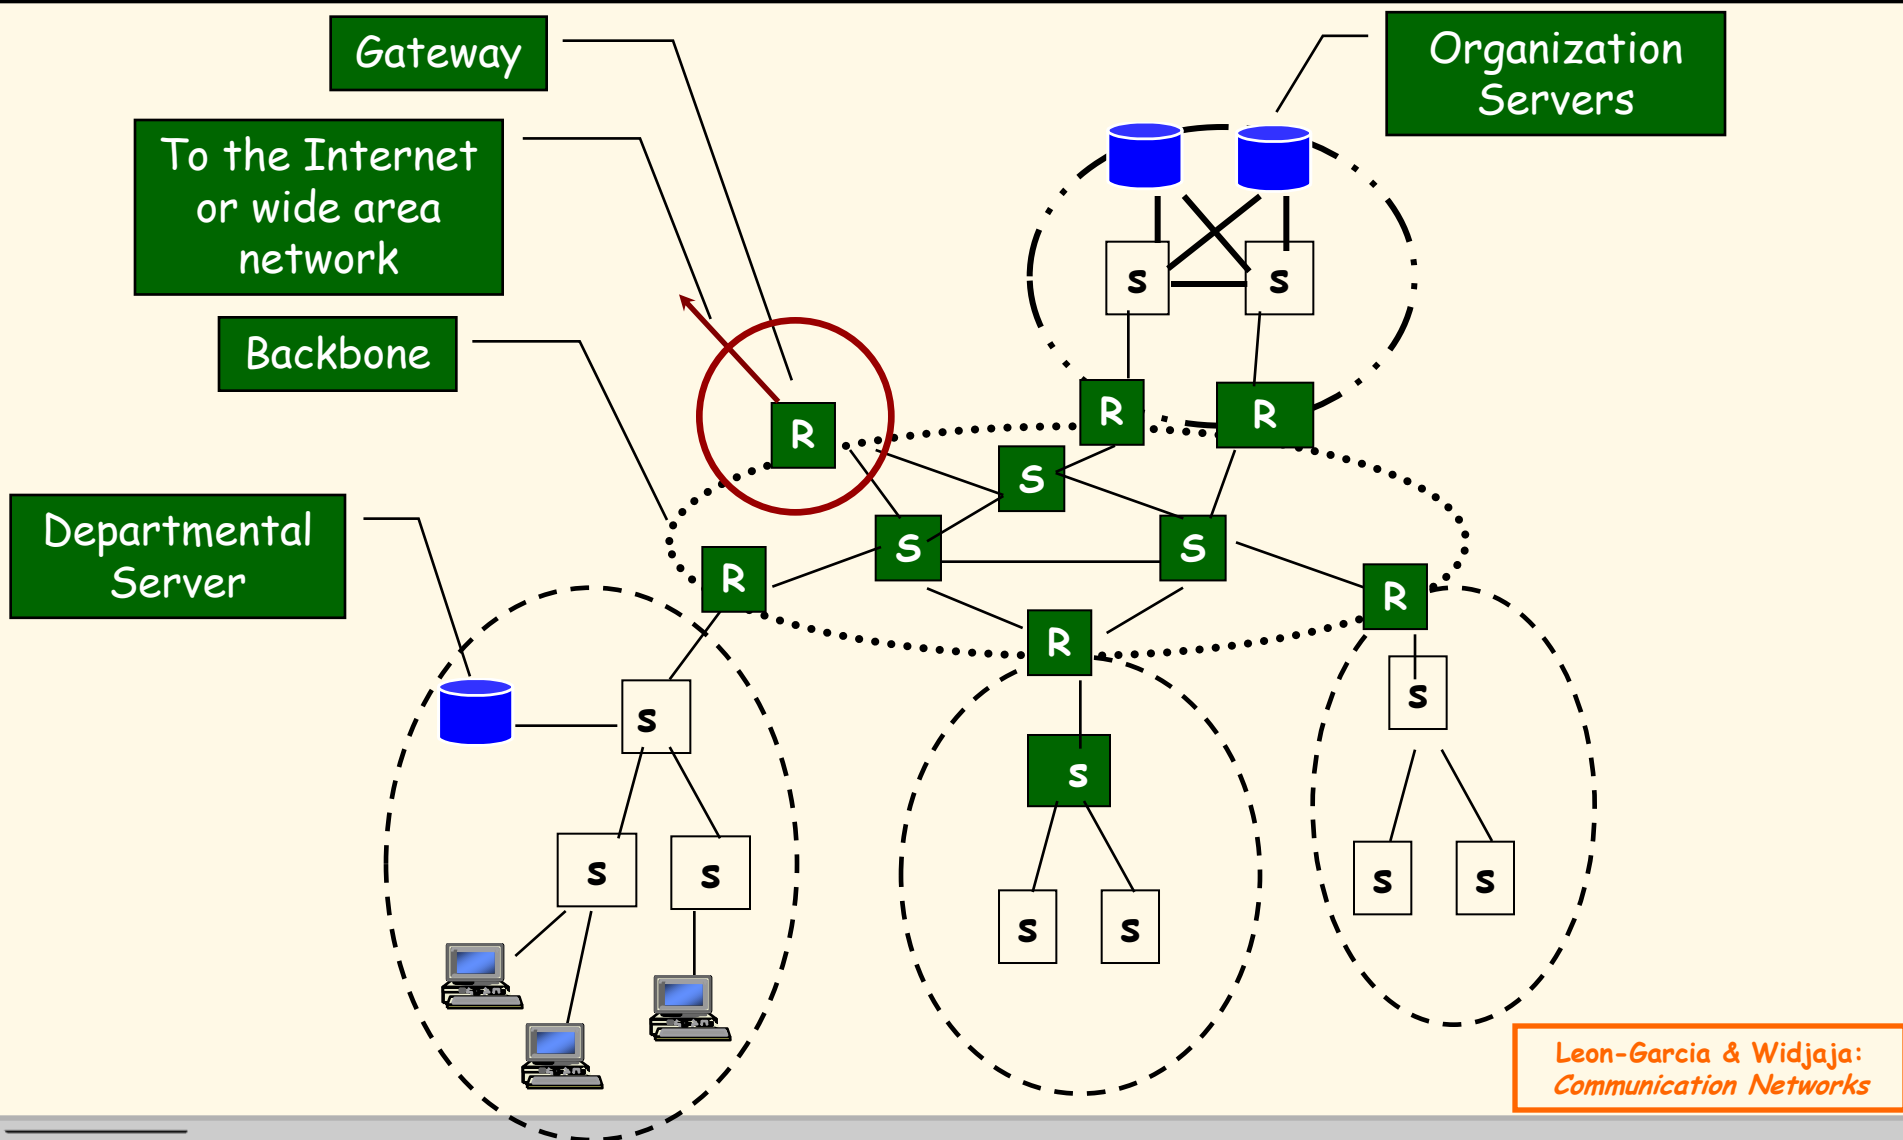 Gateway
Organization
Servers
To the Internet
or wide area
network
s s
Backbone
R
R
R
S
Departmental
Server
S
S
R
R
R
s
s
s
s
s
s
s
s
s
Leon-Garcia & Widjaja:
Communication Networks